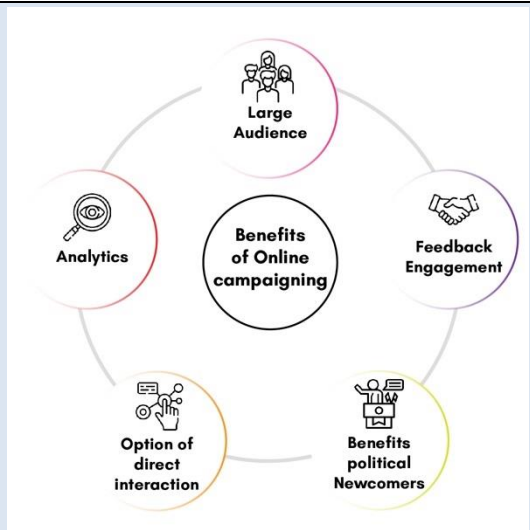 Large
Audience
Feedback
Engagement
Benefits
political
Newcomers
Option of
direct
interaction
Analytics
Benefits
of Online
campaigning